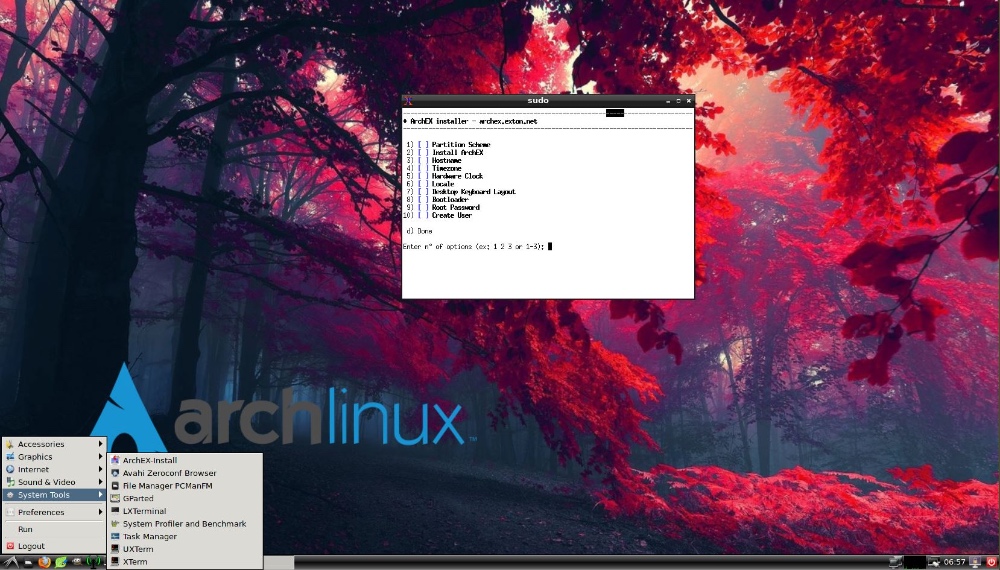 sudo
♦ ArchEX installer - archex.exton.net
1) [ ] Partition Scheme
2) [ ] Install ArchEX
3) [ ] Hostname
4) [ ] Timezone
5) [ ] Hardware Clock
6) [ ] Locale
7) [ ] Desktop Keyboard Layout
8) [ ] Bootloader
9) [ ] Root Password
10) [ ] Create User
d) Done
Enter n° of options (ex: 1 2 3 or 1-3):
archlinux™
Accessories
Graphics
Internet
Sound & Video
System Tools
Preferences
Run
Logout
ArchEX-Install
Avahi Zeroconf Browser
File Manager PCManFM
GParted
LXTerminal
System Profiler and Benchmark
Task Manager
UXTerm
XTerm
06:57